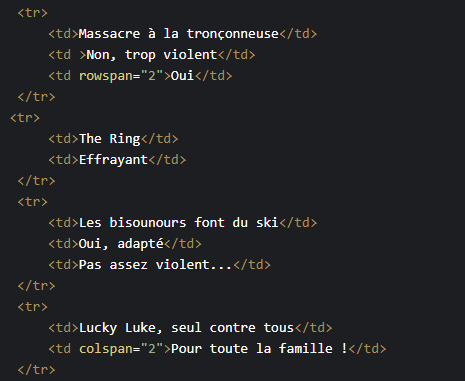 <tr>
<td>Massacre à la tronçonneuse</td>
<td >Non, trop violent</td>
<td rowspan="2">Oui</td>
</tr>
<tr>
<td>The Ring</td>
<td>Effrayant</td>
</tr>
<tr>
<td>Les bisounours font du ski</td>
<td>Oui, adapté</td>
<td>Pas assez violent...</td>
</tr>
<tr>
<td>Lucky Luke, seul contre tous</td>
<td colspan="2">Pour toute la famille !</td>
</tr>